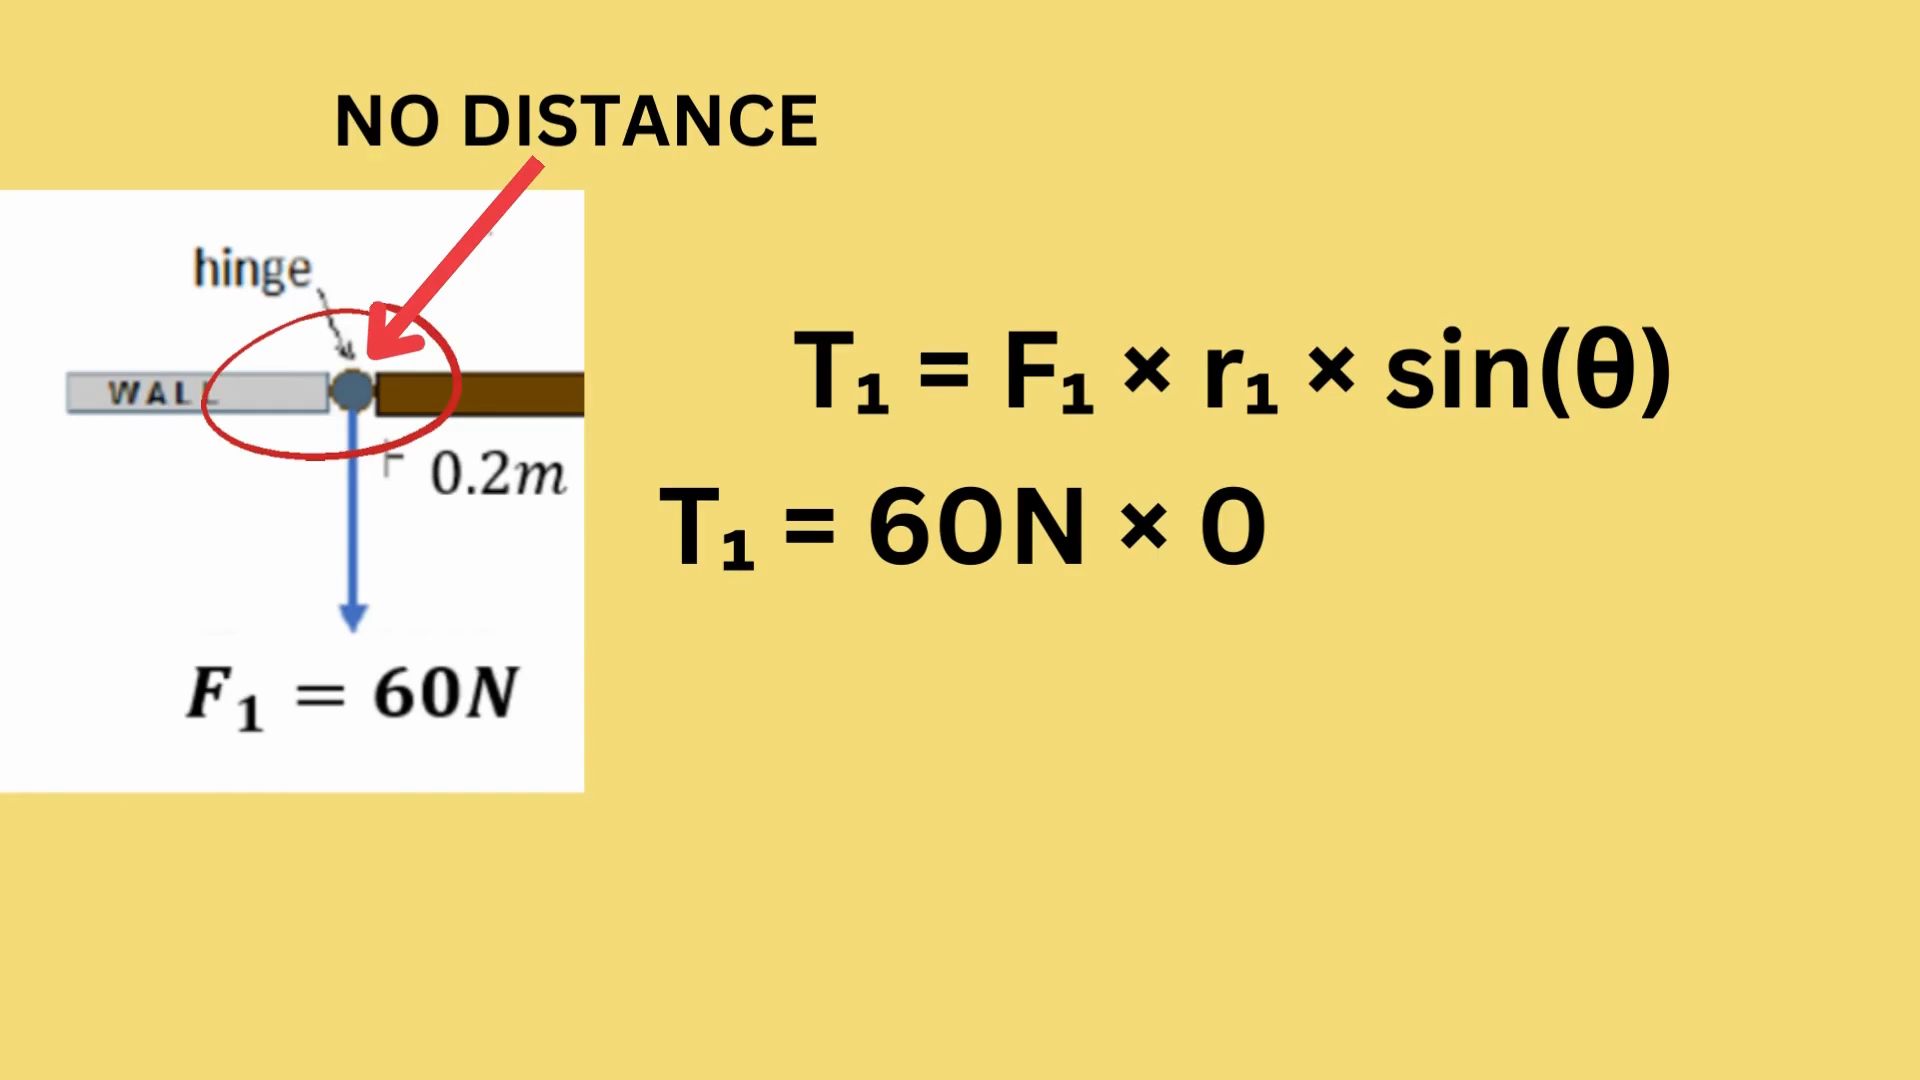 NO DISTANCE
hinge
WALL
0.2m
F₁ = 60N
T₁ = F₁ × r₁ × sin(θ)
T₁ = 60N × 0